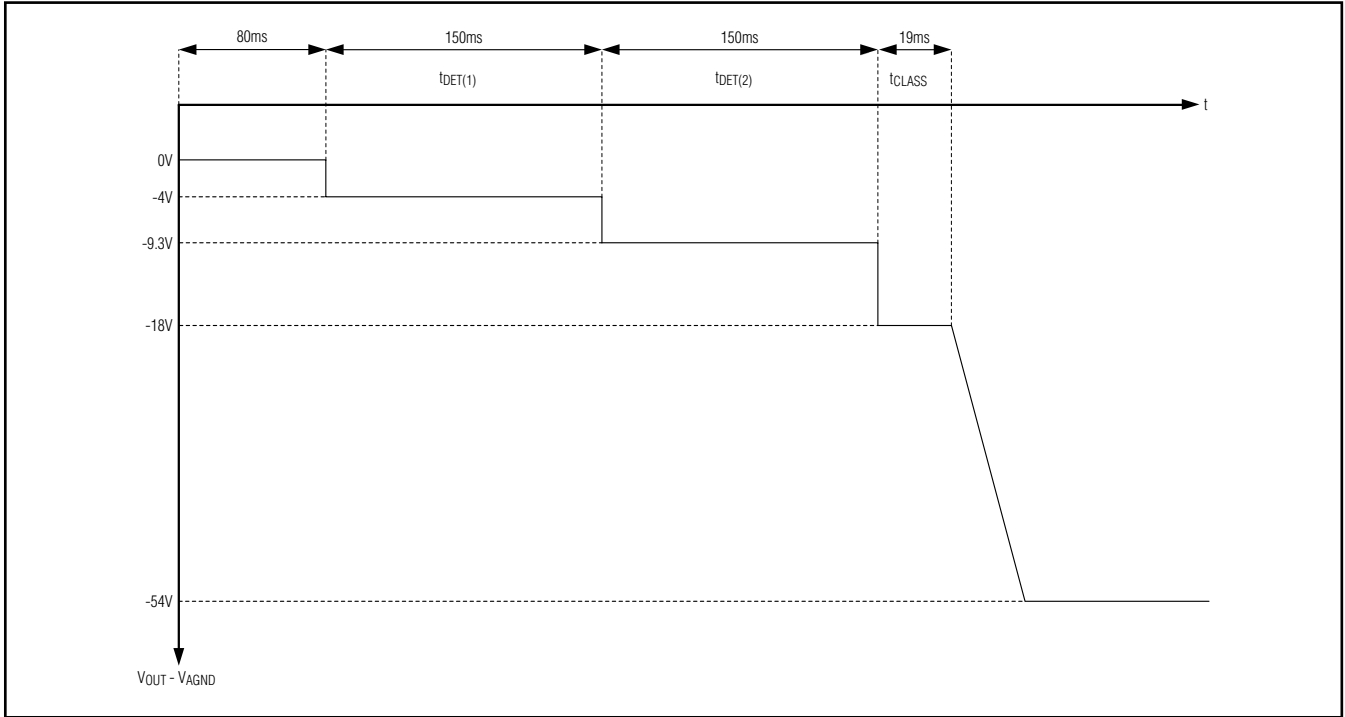 80ms 150ms 150ms 19ms
tDET(1) tDET(2) tCLASS
t
0V
-4V
-9.3V
-18V
-54V
VOUT - VAGND